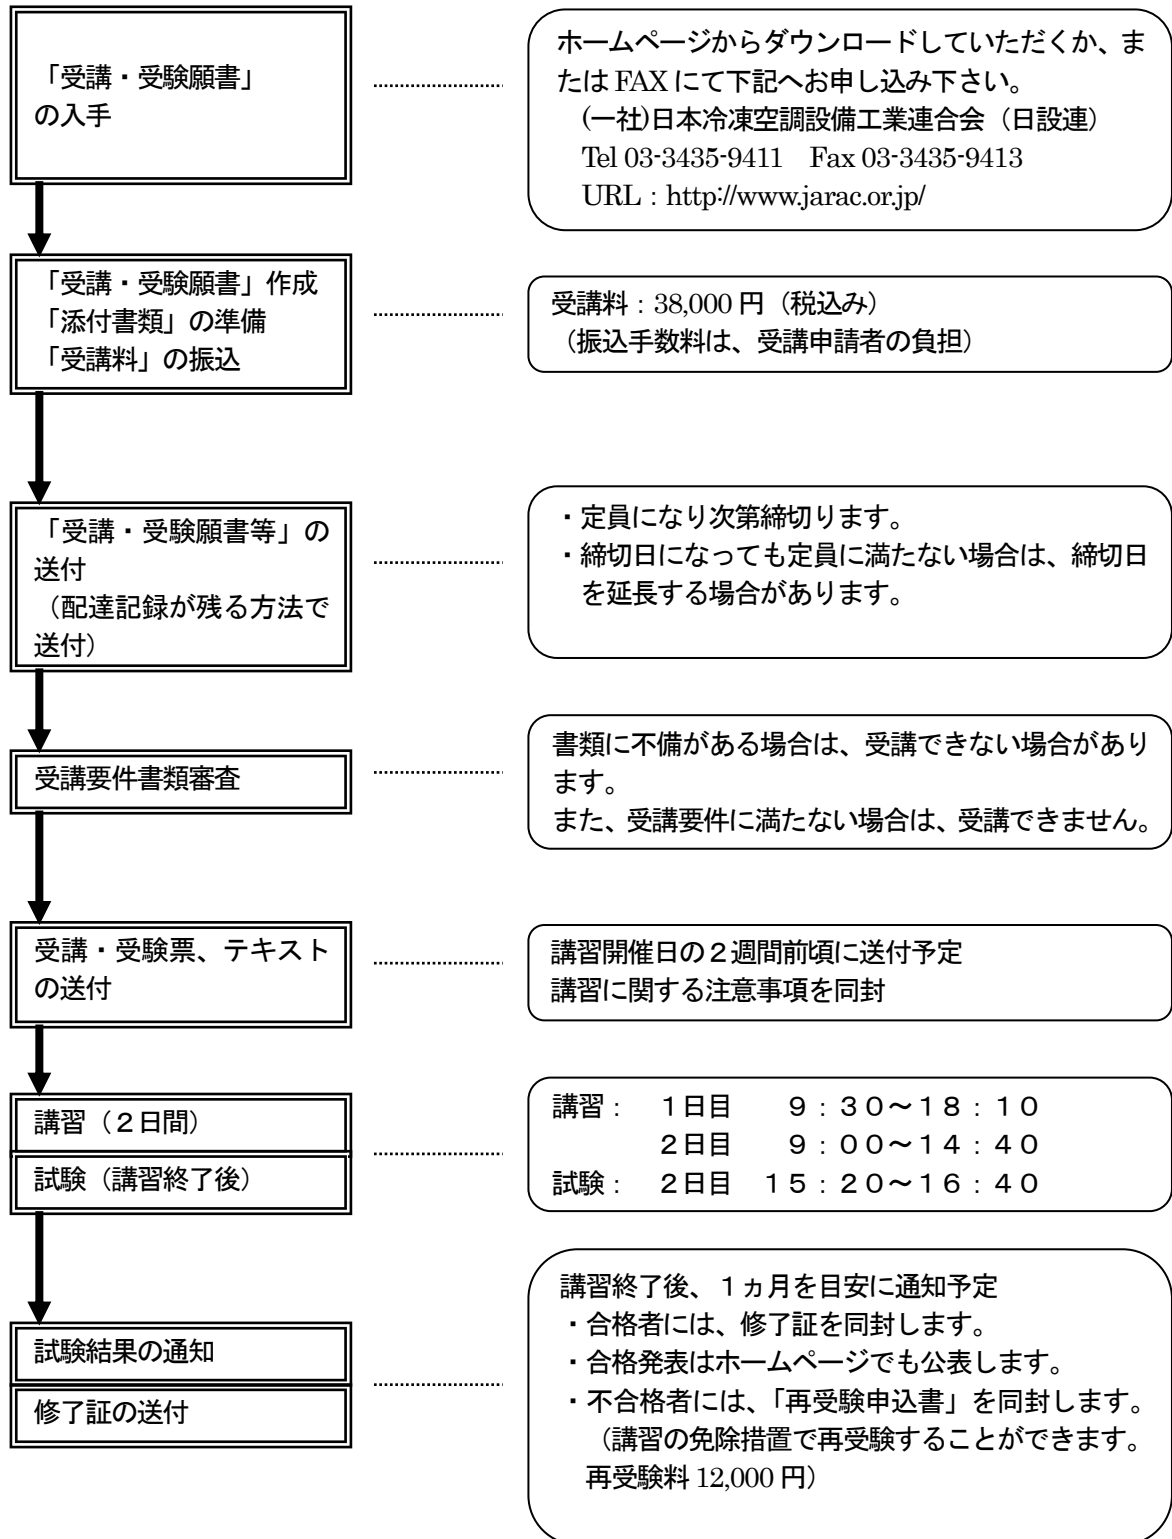 「受講・受験願書」
の入手
ホームページからダウンロードしていただくか、ま
たは FAX にて下記へお申し込み下さい。
(一社)日本冷凍空調設備工業連合会（日設連）
Tel 03-3435-9411 Fax 03-3435-9413
URL：http://www.jarac.or.jp/
「受講・受験願書」作成
「添付書類」の準備
「受講料」の振込
受講料：38,000 円（税込み）
（振込手数料は、受講申請者の負担）
「受講・受験願書等」の
送付
（配達記録が残る方法で
送付）
・定員になり次第締切ります。
・締切日になっても定員に満たない場合は、締切日
を延長する場合があります。
受講要件書類審査
書類に不備がある場合は、受講できない場合があり
ます。
また、受講要件に満たない場合は、受講できません。
受講・受験票、テキスト
の送付
講習開催日の２週間前頃に送付予定
講習に関する注意事項を同封
講習（２日間）
試験（講習終了後）
講習： １日目 ９：３０～１８：１０
２日目 ９：００～１４：４０
試験： ２日目 １５：２０～１６：４０
試験結果の通知
修了証の送付
講習終了後、１ヵ月を目安に通知予定
・合格者には、修了証を同封します。
・合格発表はホームページでも公表します。
・不合格者には、「再受験申込書」を同封します。
（講習の免除措置で再受験することができます。
再受験料 12,000 円）